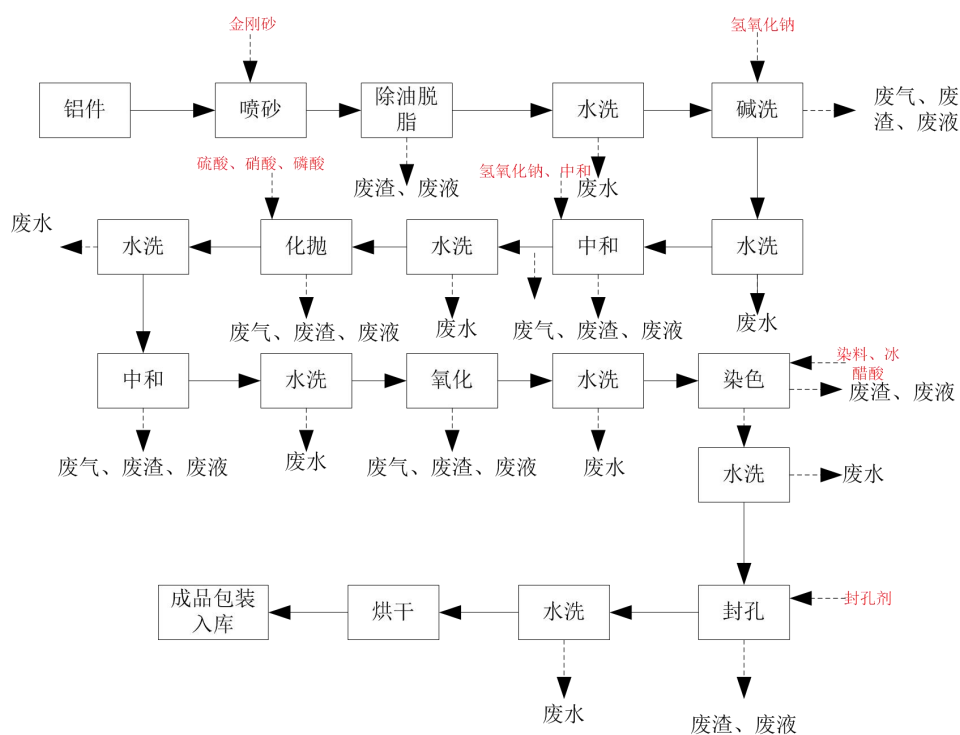 金刚砂
氢氧化钠
铝件
喷砂
除油脱
脂
水洗
碱洗
废气、废
渣、废液
硫酸、硝酸、磷酸
废渣、废液
氢氧化钠、中和
废水
废水
水洗
化抛
水洗
中和
水洗
废气、废渣、废液
废水
废气、废渣、废液
废水
中和
水洗
氧化
水洗
染色
染料、冰
醋酸
废渣、废液
废气、废渣、废液
废水
废气、废渣、废液
废水
水洗
废水
成品包装
入库
烘干
水洗
封孔
封孔剂
废水
废渣、废液